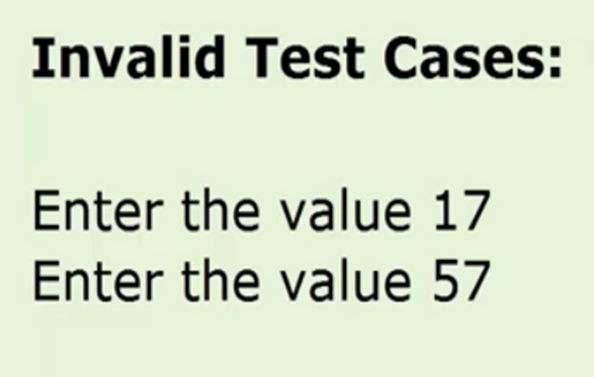 Invalid Test Cases:
Enter the value 17
Enter the value 57